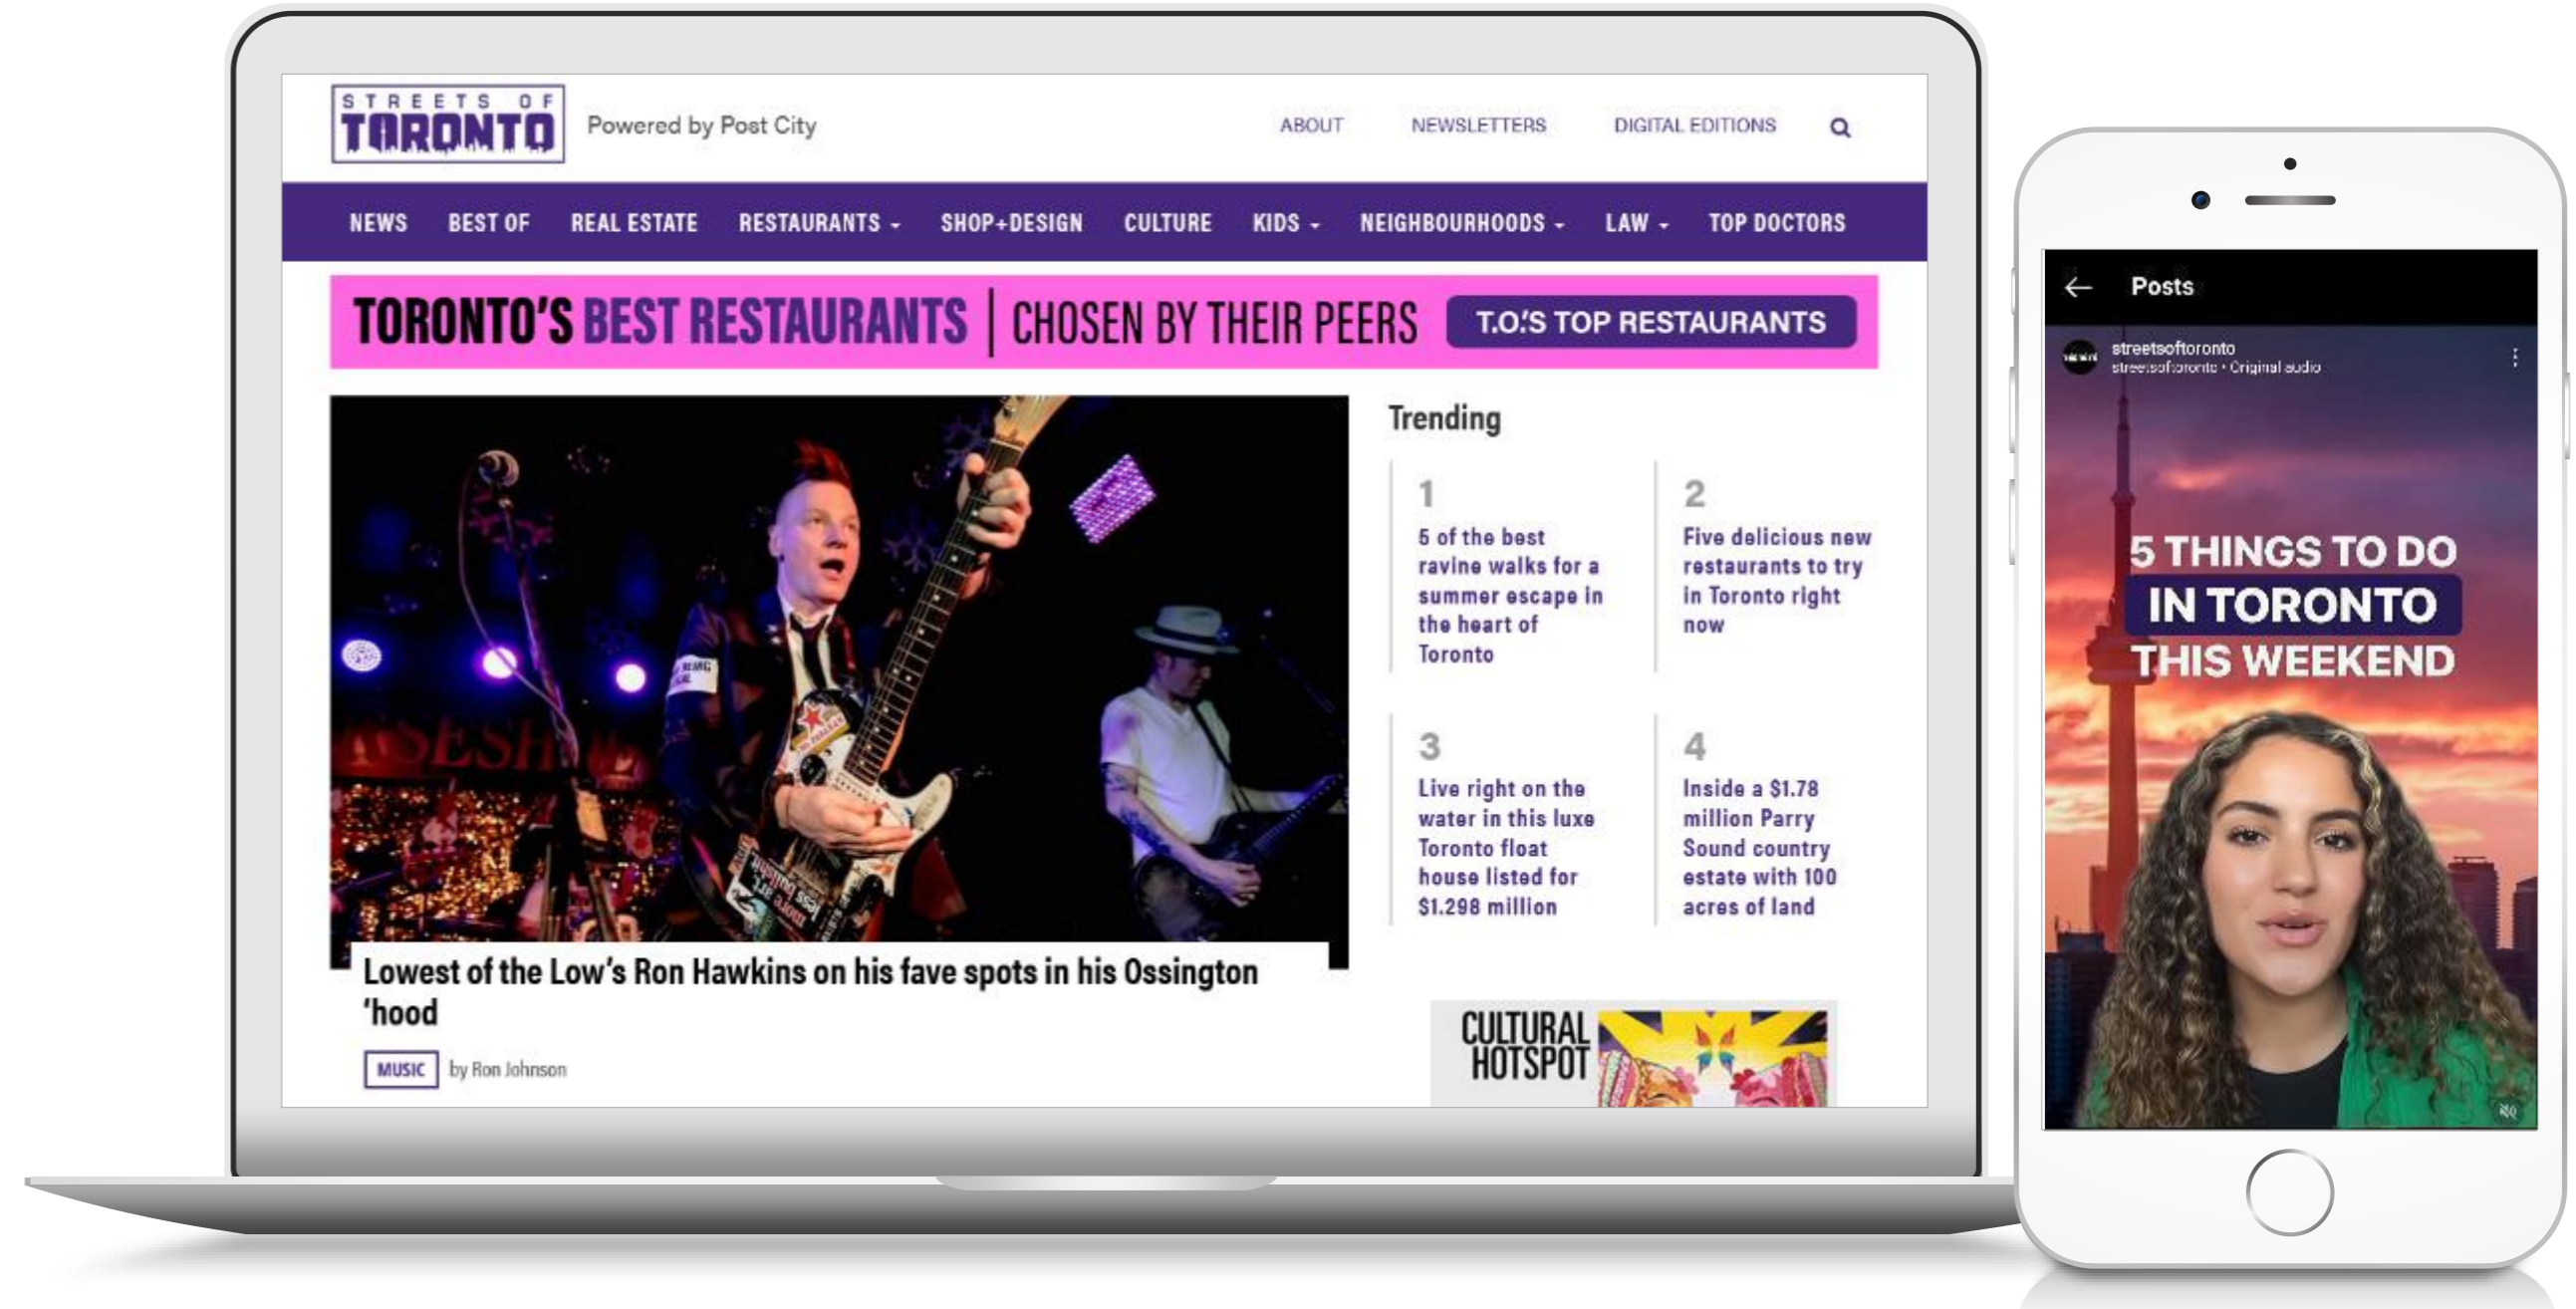 STREETS OF
TORONTO
Powered by Post City
ABOUT NEWSLETTERS DIGITAL EDITIONS
NEWS BEST OF REAL ESTATE RESTAURANTS SHOP+DESIGN CULTURE KIDS NEIGHBOURHOODS LAW TOP DOCTORS
TORONTO'S BEST RESTAURANTS | CHOSEN BY THEIR PEERS T.O.'S TOP RESTAURANTS
Lowest of the Low's Ron Hawkins on his fave spots in his Ossington
'hood
MUSIC by Ron Johnson
Trending
1
5 of the best
ravine walks for a
summer escape in
the heart of
Toronto
2
Five delicious new
restaurants to try
in Toronto right
now
3
Live right on the
water in this luxe
Toronto float
house listed for
$1.298 million
4
Inside a $1.78
million Parry
Sound country
estate with 100
acres of land
CULTURAL
HOTSPOT
Posts
streetsoftoronto
streetsoftoronto • Original audio
5 THINGS TO DO
IN TORONTO
THIS WEEKEND